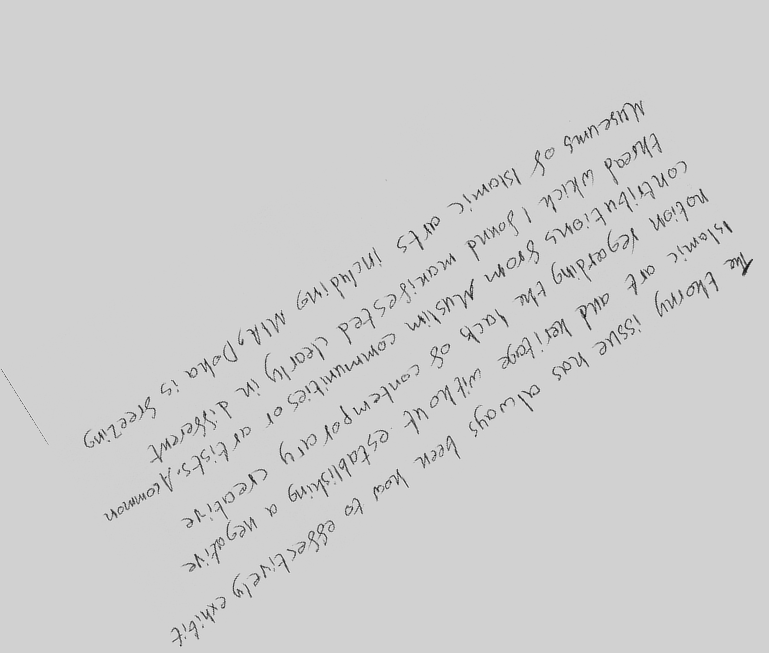 The thorny issue has always been how to effectively exhibit
Islamic art and heritage without establishing a negative
notion regarding the lack of contemporary creative
contributions from Muslim communities or artists. A common
thread which I found manifested clearly in different
Museums of Islamic arts including MIA, Doha is freezing